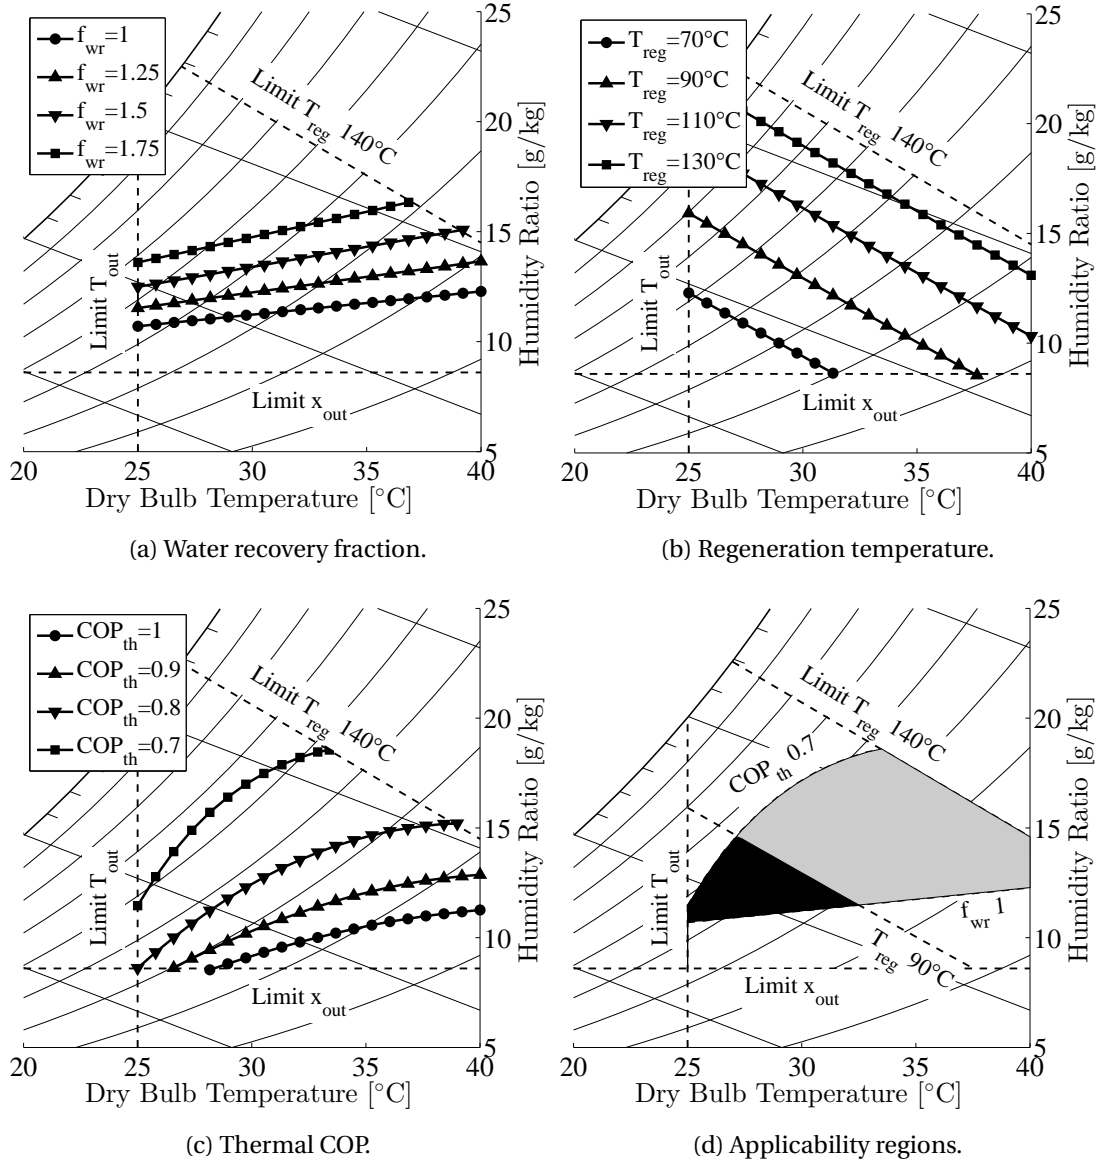 f_wr=1
f_wr=1.25
f_wr=1.5
f_wr=1.75
Limit T_reg 140°C
Limit T_out
Limit x_out
25
20
15
10
5
Humidity Ratio [g/kg]
20 25 30 35 40
Dry Bulb Temperature [°C]
(a) Water recovery fraction.
T_reg=70°C
T_reg=90°C
T_reg=110°C
T_reg=130°C
Limit T_reg 140°C
Limit T_out
Limit x_out
25
20
15
10
5
Humidity Ratio [g/kg]
20 25 30 35 40
Dry Bulb Temperature [°C]
(b) Regeneration temperature.
COP_th=1
COP_th=0.9
COP_th=0.8
COP_th=0.7
Limit T_reg 140°C
Limit T_out
Limit x_out
25
20
15
10
5
Humidity Ratio [g/kg]
20 25 30 35 40
Dry Bulb Temperature [°C]
(c) Thermal COP.
Limit T_reg 140°C
COP_th 0.7
Limit T_out
f_wr 1
T_reg 90°C
Limit x_out
25
20
15
10
5
Humidity Ratio [g/kg]
20 25 30 35 40
Dry Bulb Temperature [°C]
(d) Applicability regions.